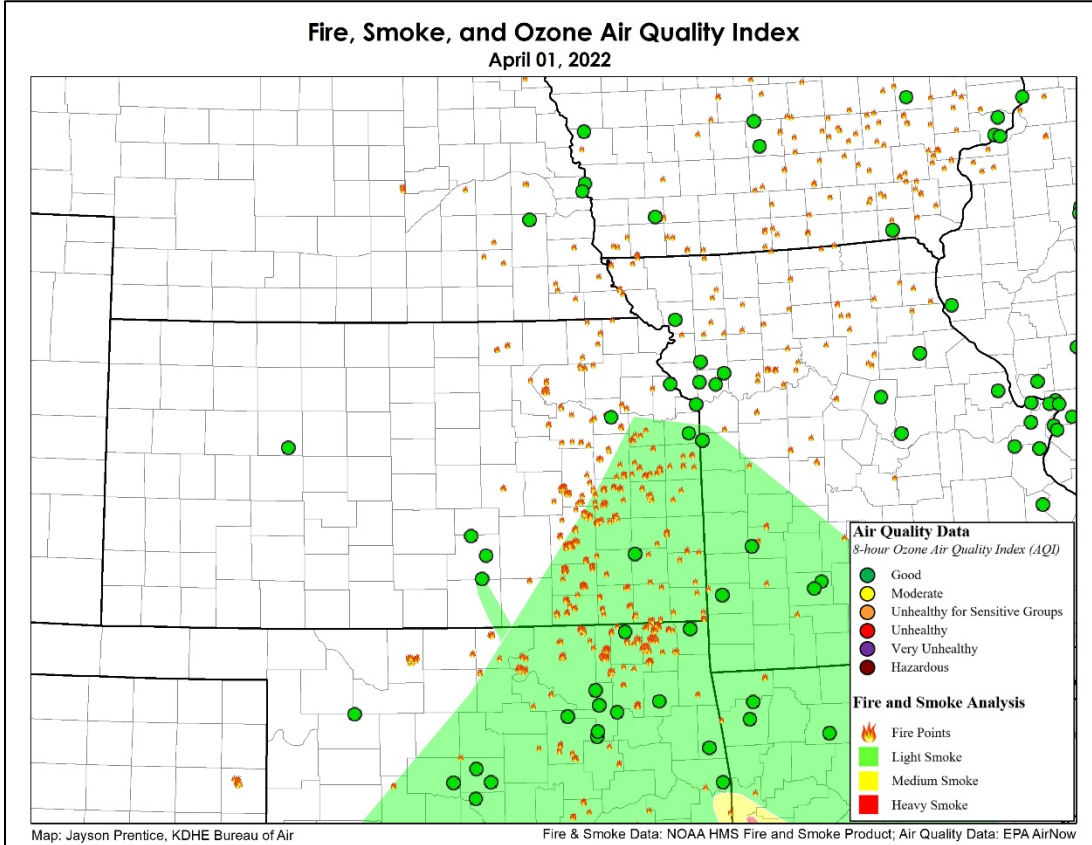 Fire, Smoke, and Ozone Air Quality Index
April 01, 2022
Air Quality Data
8-hour Ozone Air Quality Index (AQI)
Good
Moderate
Unhealthy for Sensitive Groups
Unhealthy
Very Unhealthy
Hazardous
Fire and Smoke Analysis
Fire Points
Light Smoke
Medium Smoke
Heavy Smoke
Map: Jayson Prentice, KDHE Bureau of Air
Fire & Smoke Data: NOAA HMS Fire and Smoke Product; Air Quality Data: EPA AirNow